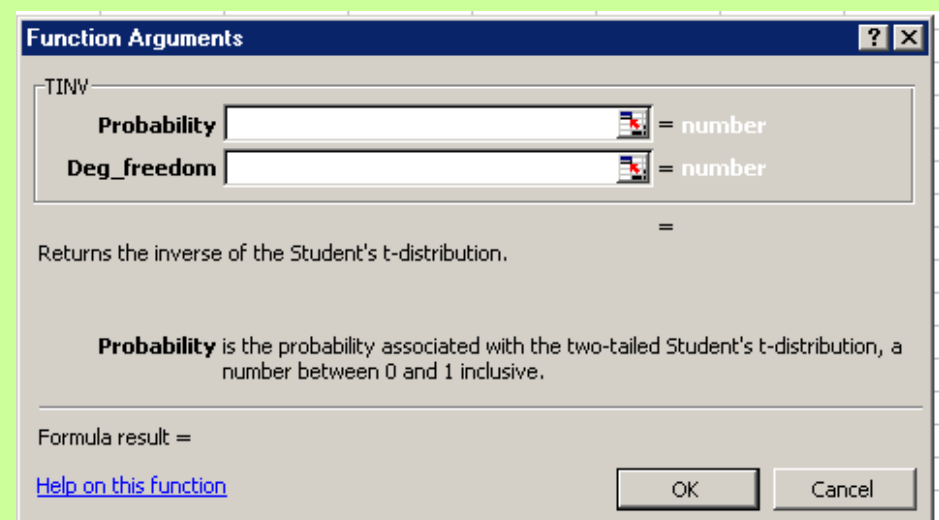 Function Arguments
TINV
Probability = number
Deg_freedom = number
=
Returns the inverse of the Student's t-distribution.
Probability is the probability associated with the two-tailed Student's t-distribution, a
number between 0 and 1 inclusive.
Formula result =
Help on this function
OK Cancel